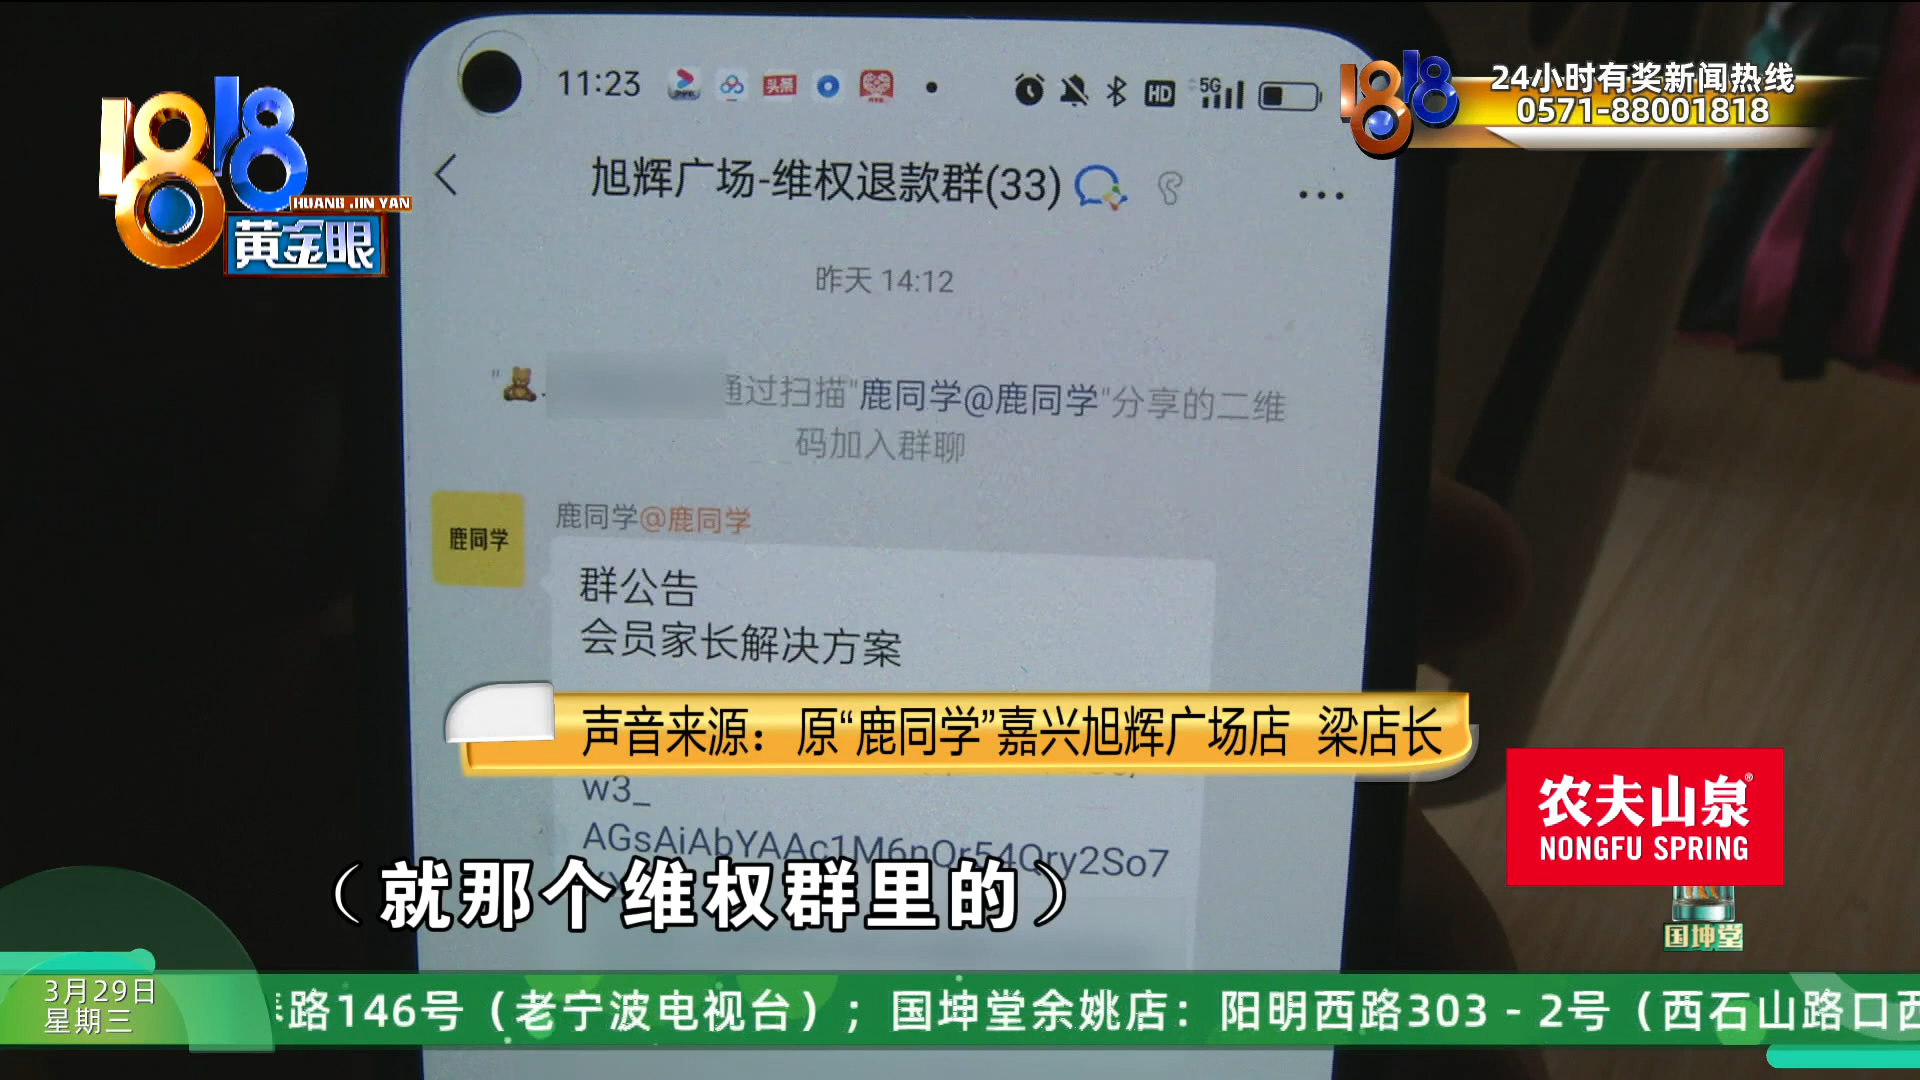 1818
HUANG JIN YAN
黄金眼
11:23
头条
HD
5G
1818
24小时有奖新闻热线
0571-88001818
旭辉广场-维权退款群(33)
昨天 14:12
通过扫描"鹿同学@鹿同学"分享的二维
码加入群聊
鹿同学
鹿同学@鹿同学
群公告
会员家长解决方案
声音来源：原“鹿同学”嘉兴旭辉广场店 梁店长
w3_
AGsAiAbYAAc1M6nQr54Qry2So7
（就那个维权群里的）
农夫山泉®
NONGFU SPRING
国坤堂
3月29日
星期三
路146号（老宁波电视台）；国坤堂余姚店：阳明西路303－2号（西石山路口西